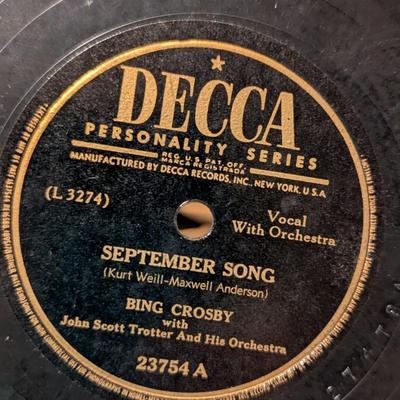 DECCA
PERSONALITY SERIES
REG. U.S. PAT. OFF.
MARCA REGISTRADA
MANUFACTURED BY DECCA RECORDS, INC., NEW YORK, U.S.A.
(L 3274)
Vocal
With Orchestra
SEPTEMBER SONG
(Kurt Weill-Maxwell Anderson)
BING CROSBY
with
John Scott Trotter And His Orchestra
23754 A